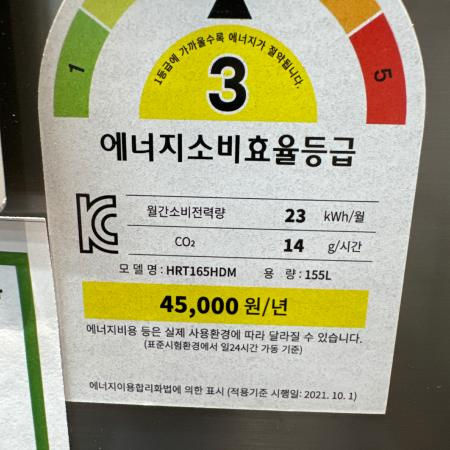 1등급에 가까울수록 에너지가 절약됩니다.
1
3
5
에너지소비효율등급
월간소비전력량 23 kWh/월
CO₂ 14 g/시간
모델명 : HRT165HDM 용 량 : 155L
45,000 원/년
에너지비용 등은 실제 사용환경에 따라 달라질 수 있습니다.
(표준시험환경에서 일24시간 가동 기준)
에너지이용합리화법에 의한 표시 (적용기준 시행일: 2021. 10. 1)